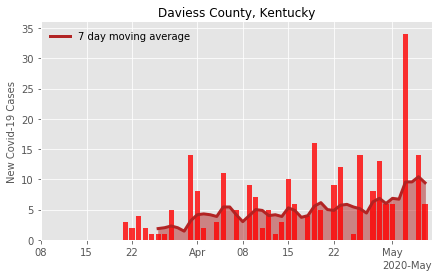 Daviess County, Kentucky
7 day moving average
New Covid-19 Cases
35
30
25
20
15
10
5
0
08 15 22 Apr 08 15 22 May
2020-May